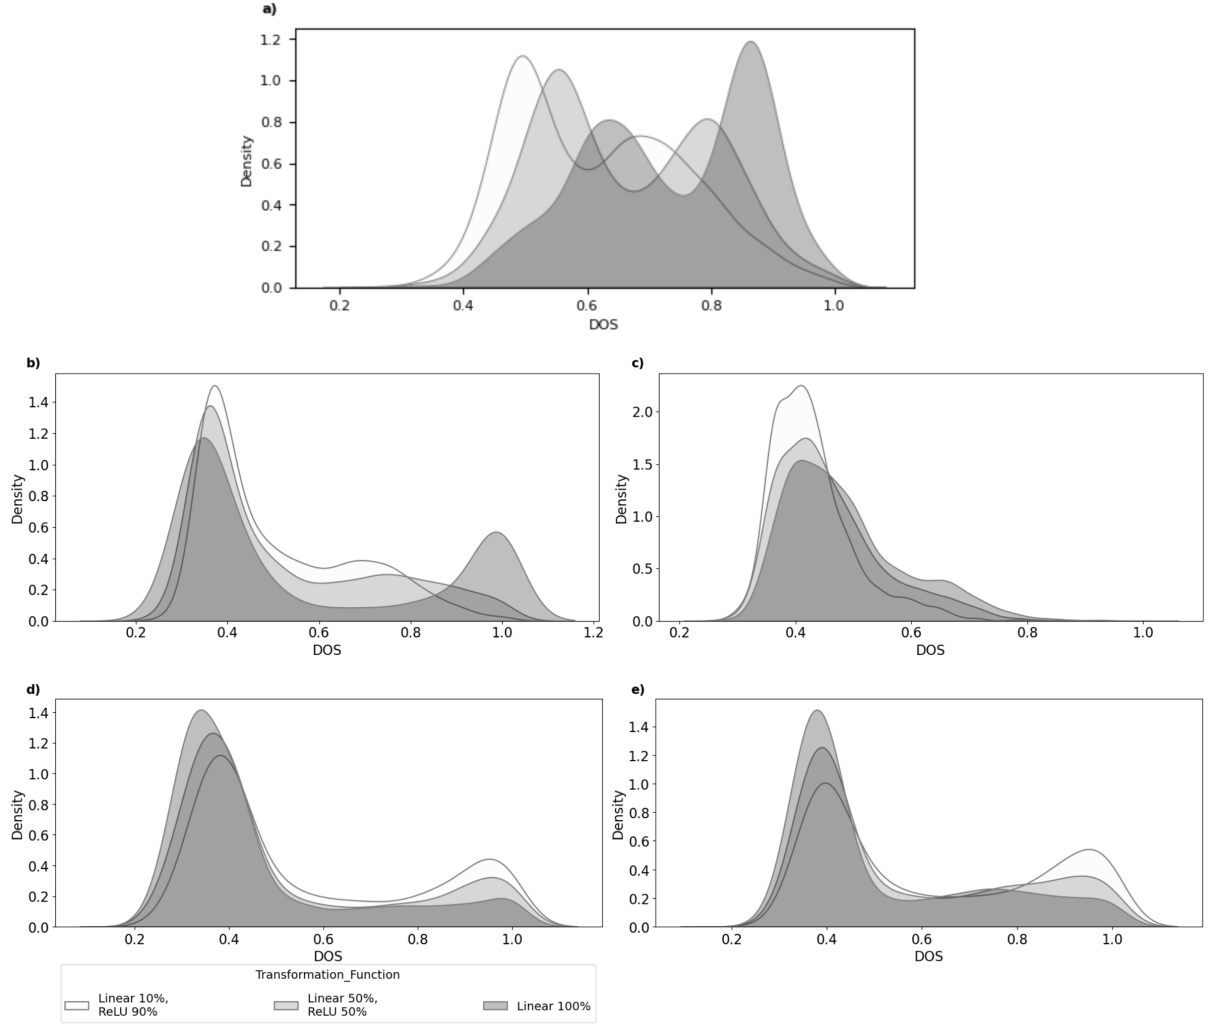 a)
1.2
1.0
0.8
0.6
0.4
0.2
0.0
Density
0.2 0.4 0.6 0.8 1.0
DOS
b)
1.4
1.2
1.0
0.8
0.6
0.4
0.2
0.0
Density
0.2 0.4 0.6 0.8 1.0 1.2
DOS
c)
2.0
1.5
1.0
0.5
0.0
Density
0.2 0.4 0.6 0.8 1.0
DOS
d)
1.4
1.2
1.0
0.8
0.6
0.4
0.2
0.0
Density
0.2 0.4 0.6 0.8 1.0
DOS
e)
1.4
1.2
1.0
0.8
0.6
0.4
0.2
0.0
Density
0.2 0.4 0.6 0.8 1.0
DOS
Transformation_Function
Linear 10%,
ReLU 90%
Linear 50%,
ReLU 50%
Linear 100%